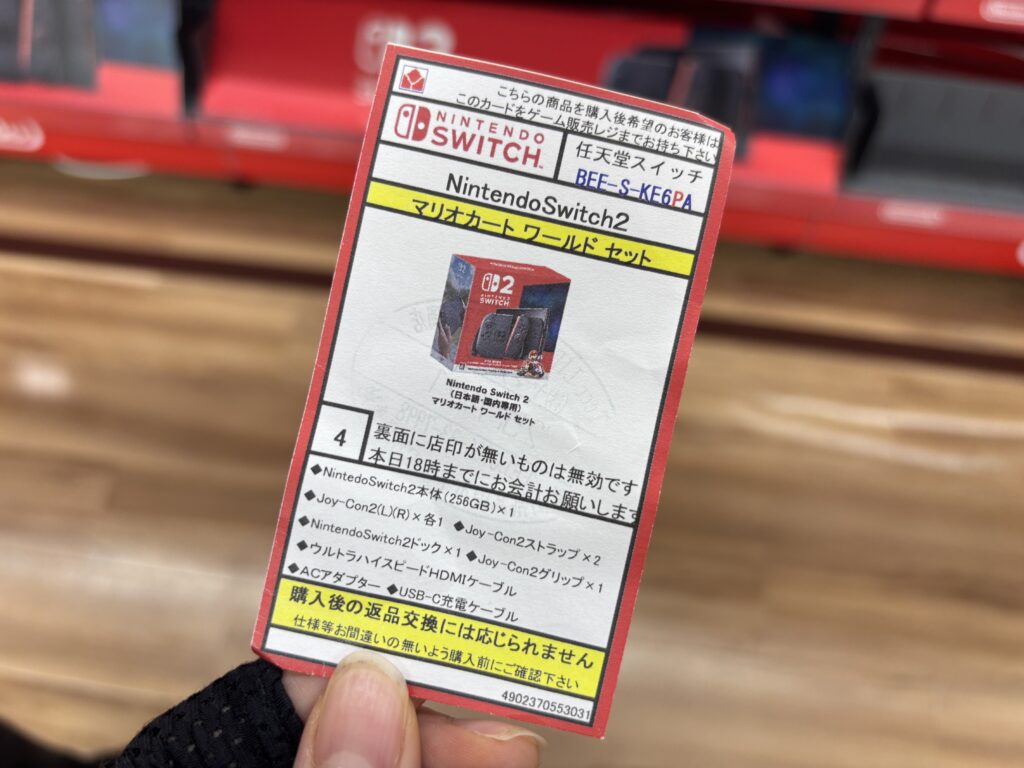 こちらの商品を購入後希望のお客様は
このカードをゲーム販売レジまでお持ち下さい
NINTENDO
SWITCH™
任天堂スイッチ
BEE-S-KE6PA
NintendoSwitch2
マリオカート ワールド セット
2
NINTENDO
SWITCH
Nintendo Switch 2
（日本語・国内専用）
マリオカート ワールド セット
4
裏面に店印が無いものは無効です
本日18時までにお会計お願いします
◆NintedoSwitch2本体(256GB)×1
◆Joy-Con2(L)(R)×各1 ◆Joy-Con2ストラップ×2
◆NintendoSwitch2ドック×1 ◆Joy-Con2グリップ×1
◆ウルトラハイスピードHDMIケーブル
◆ACアダプター ◆USB-C充電ケーブル
購入後の返品交換には応じられません
仕様等お間違いの無いよう購入前にご確認下さい
4902370553031